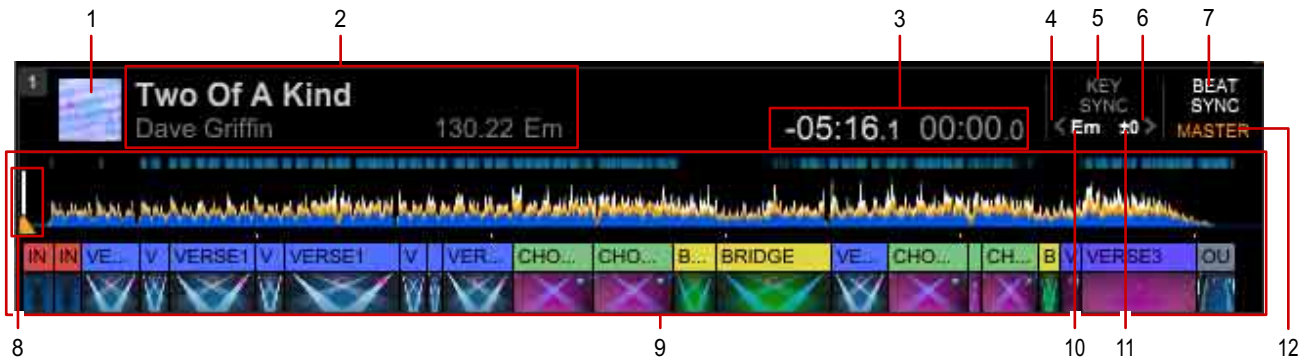 1 2 3 4 5 6 7
1
Two Of A Kind
Dave Griffin 130.22 Em
-05:16.1 00:00.0
KEY SYNC
< Em ±0 >
BEAT SYNC
MASTER
IN IN VE... V VERSE1 V VERSE1 V VER... CHO... CHO... B... BRIDGE VE... CHO... CH... B V VERSE3 OU
8 9 10 11 12